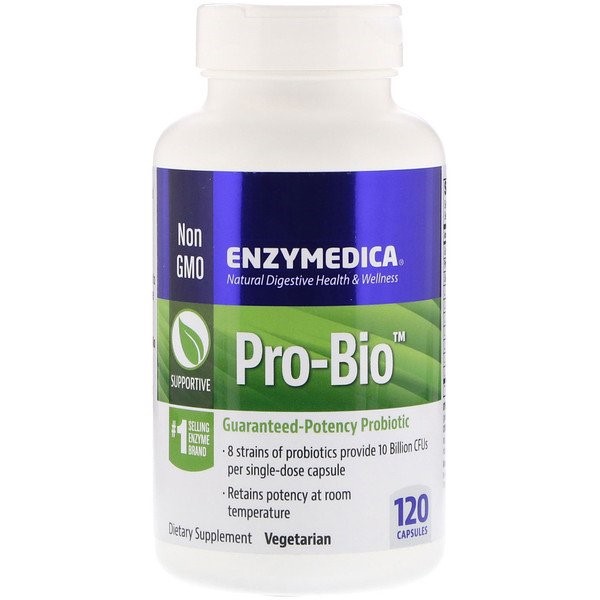 Non
GMO
ENZYMEDICA®
Natural Digestive Health & Wellness
Pro-Bio™
SUPPORTIVE
#1 SELLING
ENZYME
BRAND
Guaranteed-Potency Probiotic
· 8 strains of probiotics provide 10 Billion CFUs
per single-dose capsule
· Retains potency at room
temperature
120
CAPSULES
Dietary Supplement Vegetarian